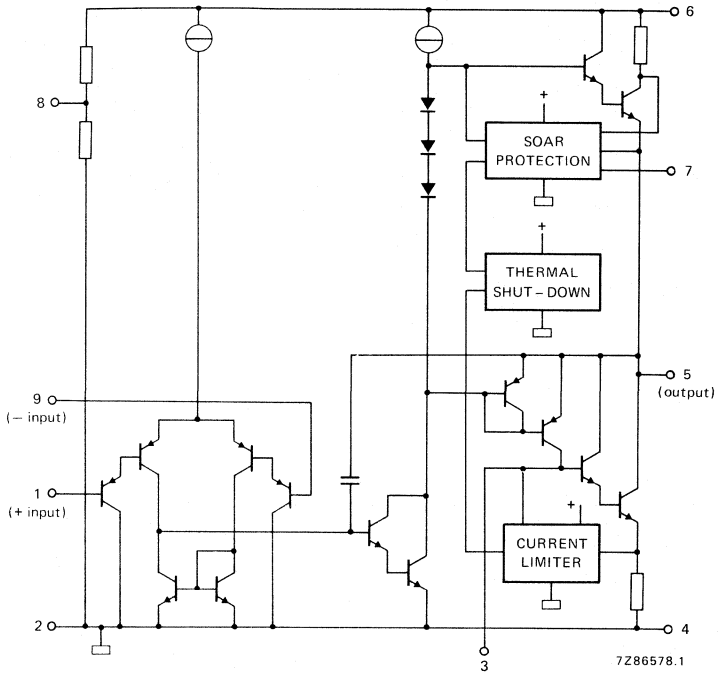 6
8
+
SOAR
PROTECTION
7
+
THERMAL
SHUT-DOWN
5
(output)
9
(- input)
1
(+ input)
+
CURRENT
LIMITER
2
4
3
7Z86578.1